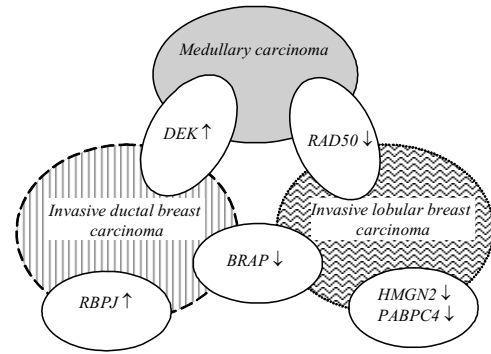 Medullary carcinoma
DEK ↑
RAD50 ↓
Invasive ductal breast
carcinoma
Invasive lobular breast
carcinoma
BRAP ↓
RBPJ ↑
HMGN2 ↓
PABPC4 ↓